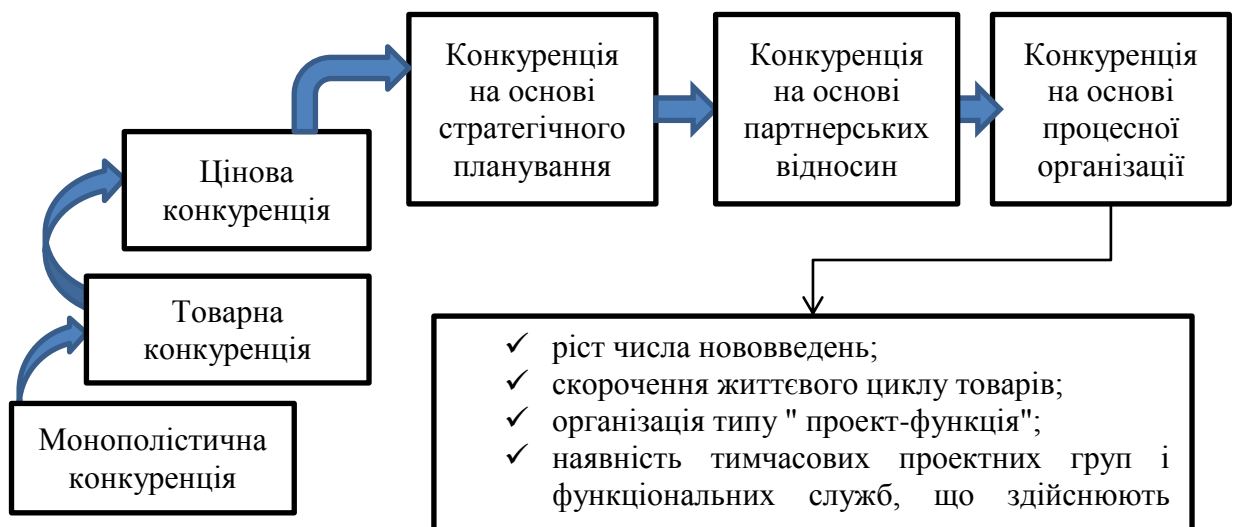 Монополістична
конкуренція
Товарна
конкуренція
Цінова
конкуренція
Конкуренція
на основі
стратегічного
планування
Конкуренція
на основі
партнерських
відносин
Конкуренція
на основі
процесної
організації
✓ ріст числа нововведень;
✓ скорочення життєвого циклу товарів;
✓ організація типу " проект-функція";
✓ наявність тимчасових проектних груп і
функціональних служб, що здійснюють